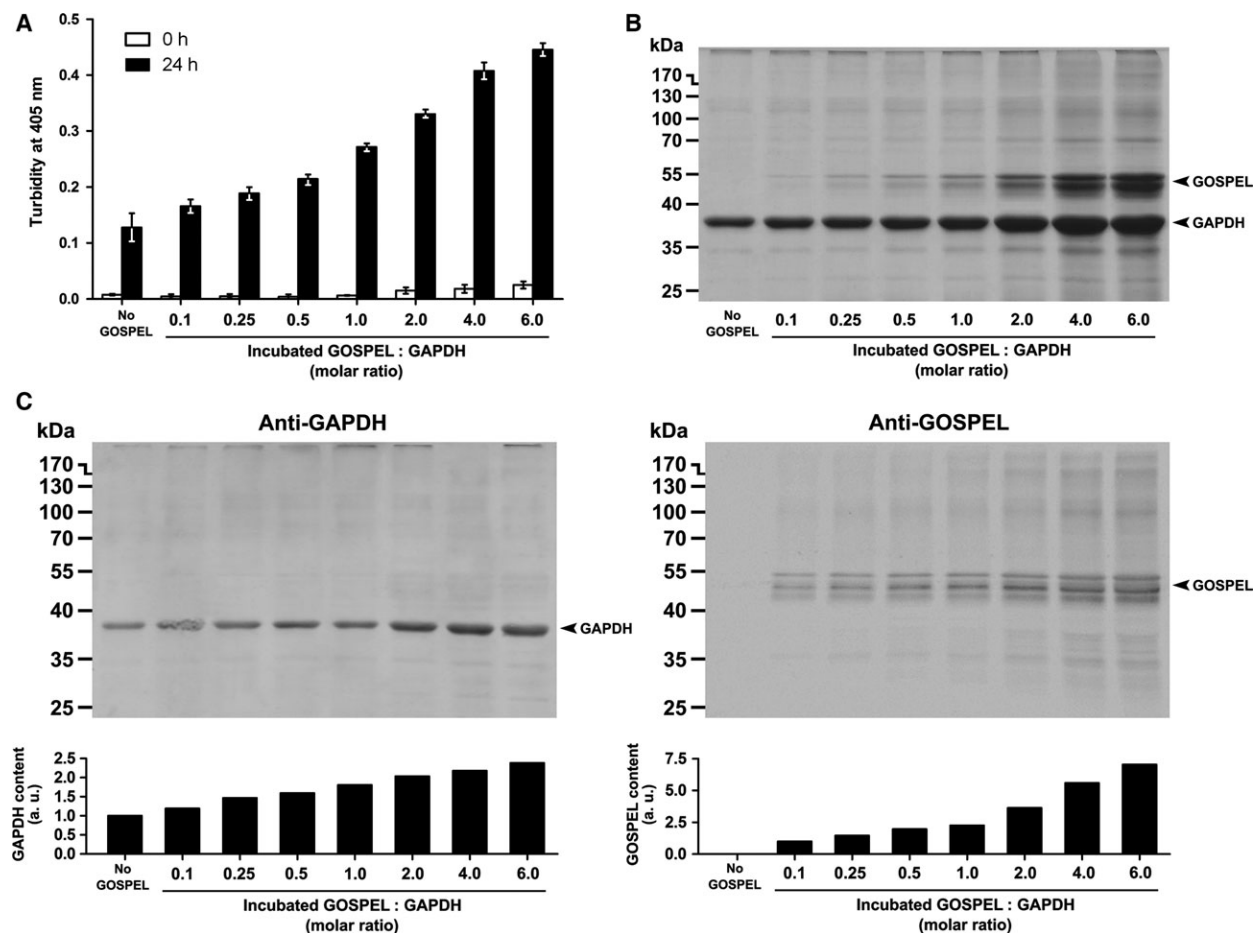 A
0.5
0.4
0.3
0.2
0.1
0.0
Turbidity at 405 nm
0 h
24 h
No
GOSPEL
0.1 0.25 0.5 1.0 2.0 4.0 6.0
Incubated GOSPEL : GAPDH
(molar ratio)
B
kDa
170
130
100
70
55
40
35
25
GOSPEL
GAPDH
No
GOSPEL
0.1 0.25 0.5 1.0 2.0 4.0 6.0
Incubated GOSPEL : GAPDH
(molar ratio)
C
Anti-GAPDH
kDa
170
130
100
70
55
40
35
25
GAPDH
GAPDH content
(a. u.)
2.5
2.0
1.5
1.0
0.5
0.0
No
GOSPEL
0.1 0.25 0.5 1.0 2.0 4.0 6.0
Incubated GOSPEL : GAPDH
(molar ratio)
Anti-GOSPEL
kDa
170
130
100
70
55
40
35
25
GOSPEL
GOSPEL content
(a. u.)
7.5
5.0
2.5
0.0
No
GOSPEL
0.1 0.25 0.5 1.0 2.0 4.0 6.0
Incubated GOSPEL : GAPDH
(molar ratio)